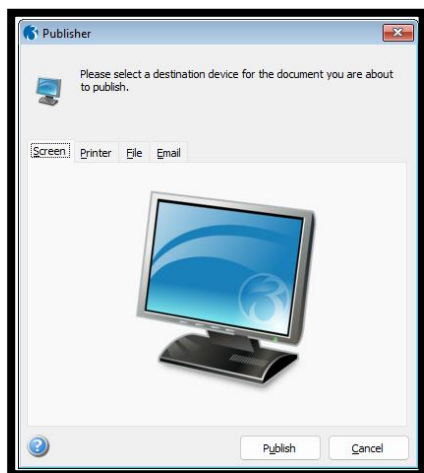 Publisher
Please select a destination device for the document you are about
to publish.
Screen Printer File Email
Publish Cancel